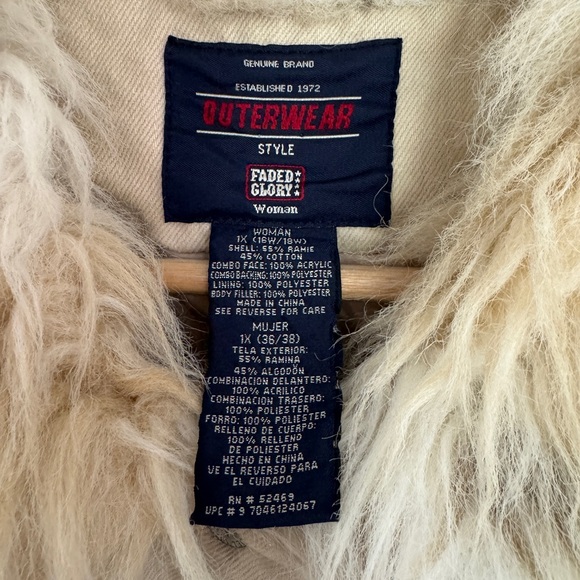 GENUINE BRAND
ESTABLISHED 1972
OUTERWEAR
STYLE
FADED
GLORY
Woman
WOMAN
1X (16W/18W)
SHELL: 55% RAMIE
45% COTTON
COMBO FACE: 100% ACRYLIC
COMBO BACKING: 100% POLYESTER
LINING: 100% POLYESTER
BODY FILLER: 100% POLYESTER
MADE IN CHINA
SEE REVERSE FOR CARE
MUJER
1X (36/38)
TELA EXTERIOR:
55% RAMINA
45% ALGODÓN
COMBINACION DELANTERO:
100% ACRILICO
COMBINACION TRASERO:
100% POLIESTER
FORRO: 100% POLIESTER
RELLENO DE CUERPO:
100% RELLENO
DE POLIESTER
HECHO EN CHINA
VE EL REVERSO PARA
EL CUIDADO
RN # 52469
UPC # 9 7046124067